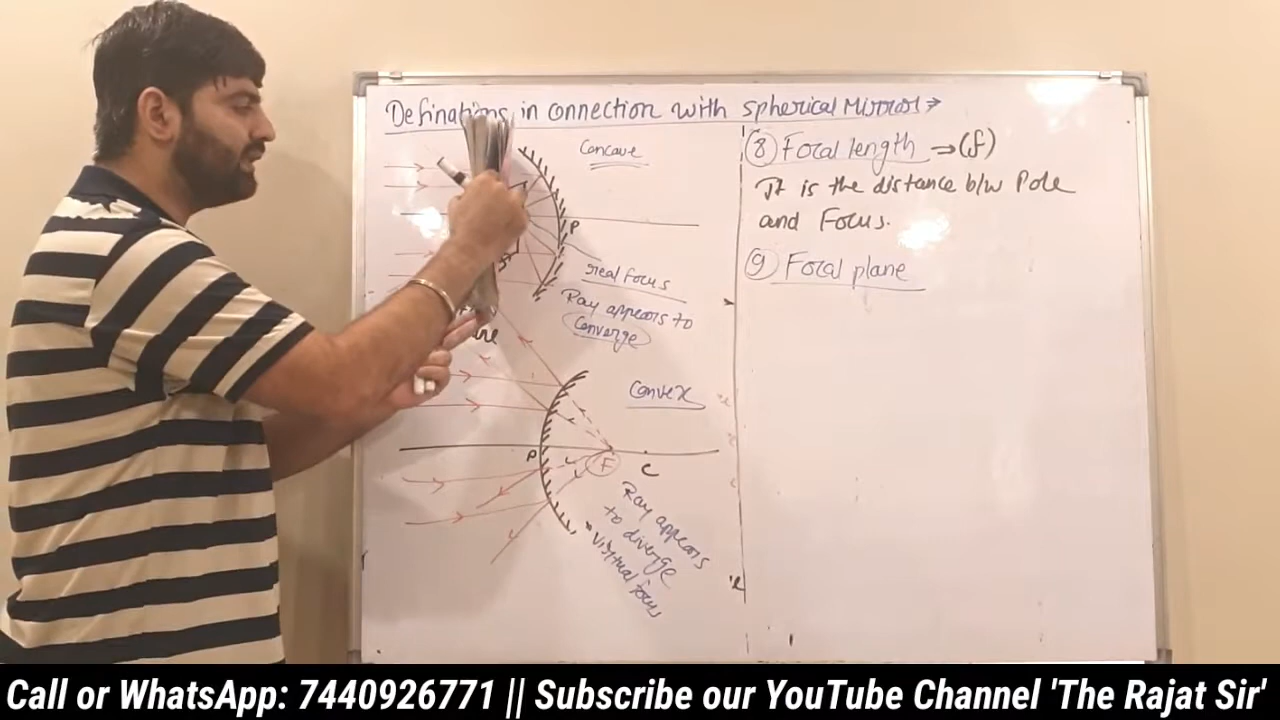 Definations in connection with spherical Mirror →
Concave
P
real focus
Ray appears to
Converge
Convex
P
F
C
Ray appears
to diverge
virtual focus
⑧ Focal length → (f)
It is the distance b/w Pole
and Focus.
⑨ Focal plane
Call or WhatsApp: 7440926771 || Subscribe our YouTube Channel 'The Rajat Sir'